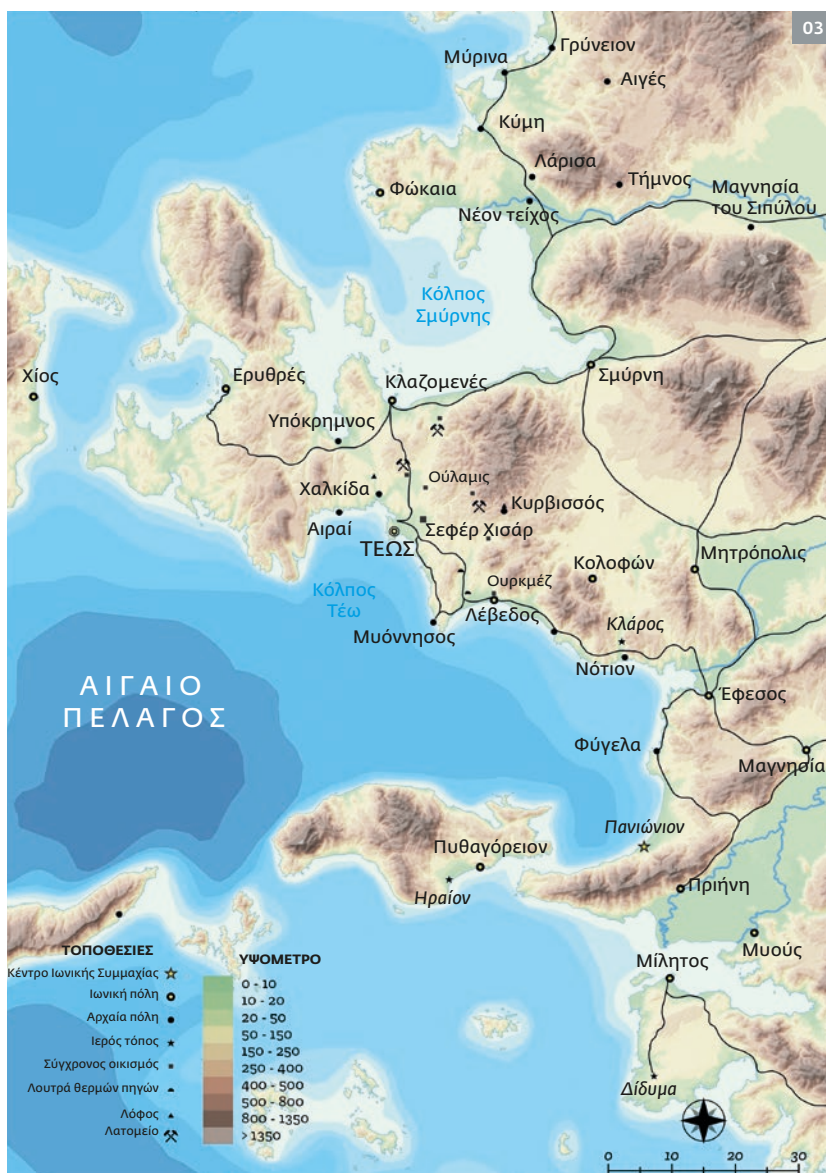 03
Γρύνειον
Μύρινα
Αιγές
Κύμη
Λάρισα
Τήμνος
Μαγνησία
του Σιπύλου
Φώκαια
Νέον τείχος
Κόλπος
Σμύρνης
Χίος
Ερυθρές
Κλαζομενές
Σμύρνη
Υπόκρημνος
Ούλαμις
Χαλκίδα
Κυρβισσός
Αιραί
Σεφέρ Χισάρ
ΤΕΩΣ
Κολοφών
Μητρόπολις
Κόλπος
Τέω
Ουρκμέζ
Λέβεδος
Κλάρος
Μυόννησος
Νότιον
ΑΙΓΑΙΟ
ΠΕΛΑΓΟΣ
Έφεσος
Φύγελα
Μαγνησία
Πανιώνιον
Πυθαγόρειον
Ηραίον
Πριήνη
Μυούς
Μίλητος
Δίδυμα
ΤΟΠΟΘΕΣΙΕΣ
Κέντρο Ιωνικής Συμμαχίας
Ιωνική πόλη
Αρχαία πόλη
Ιερός τόπος
Σύγχρονος οικισμός
Λουτρά θερμών πηγών
Λόφος
Λατομείο
ΥΨΟΜΕΤΡΟ
0 - 10
10 - 20
20 - 50
50 - 150
150 - 250
250 - 400
400 - 500
500 - 800
800 - 1350
>1350
0 10 20 30